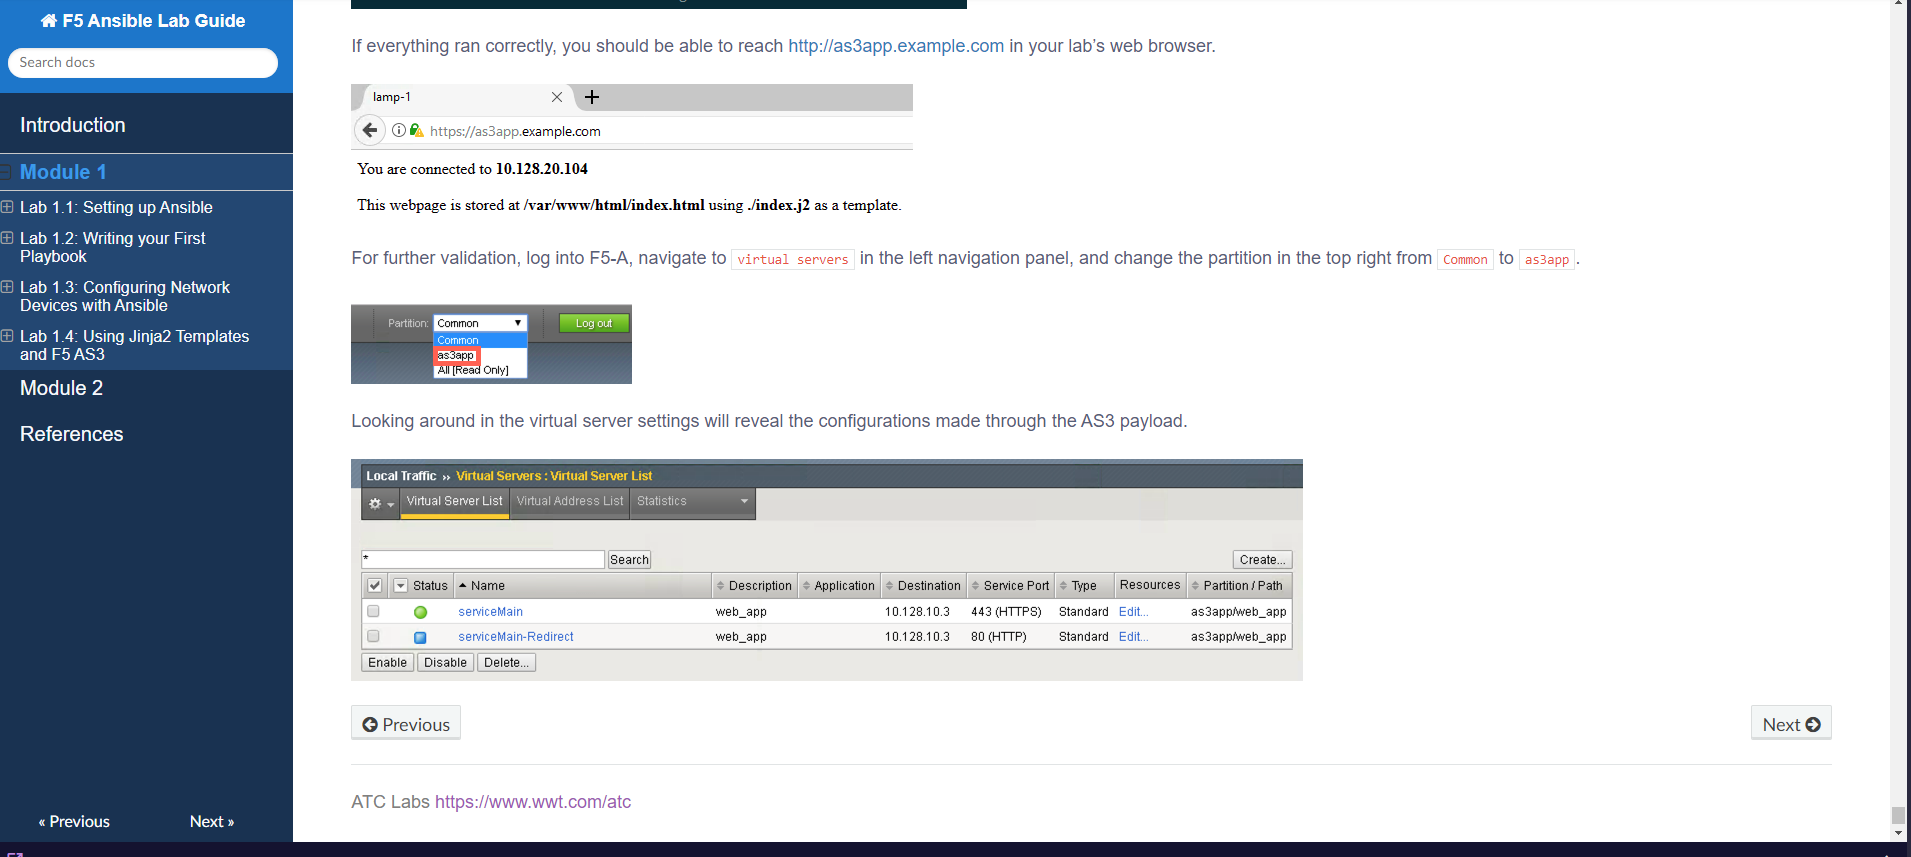 F5 Ansible Lab Guide
Search docs
Introduction
Module 1
Lab 1.1: Setting up Ansible
Lab 1.2: Writing your First
Playbook
Lab 1.3: Configuring Network
Devices with Ansible
Lab 1.4: Using Jinja2 Templates
and F5 AS3
Module 2
References
« Previous Next »
If everything ran correctly, you should be able to reach http://as3app.example.com in your lab’s web browser.
lamp-1
https://as3app.example.com
You are connected to 10.128.20.104
This webpage is stored at /var/www/html/index.html using ./index.j2 as a template.
For further validation, log into F5-A, navigate to virtual servers in the left navigation panel, and change the partition in the top right from Common to as3app.
Partition: Common Log out
Common
as3app
All [Read Only]
Looking around in the virtual server settings will reveal the configurations made through the AS3 payload.
Local Traffic ›› Virtual Servers : Virtual Server List
Virtual Server List Virtual Address List Statistics
* Search Create...
Status Name Description Application Destination Service Port Type Resources Partition / Path
serviceMain web_app 10.128.10.3 443 (HTTPS) Standard Edit... as3app/web_app
serviceMain-Redirect web_app 10.128.10.3 80 (HTTP) Standard Edit... as3app/web_app
Enable Disable Delete...
Previous Next
ATC Labs https://www.wwt.com/atc